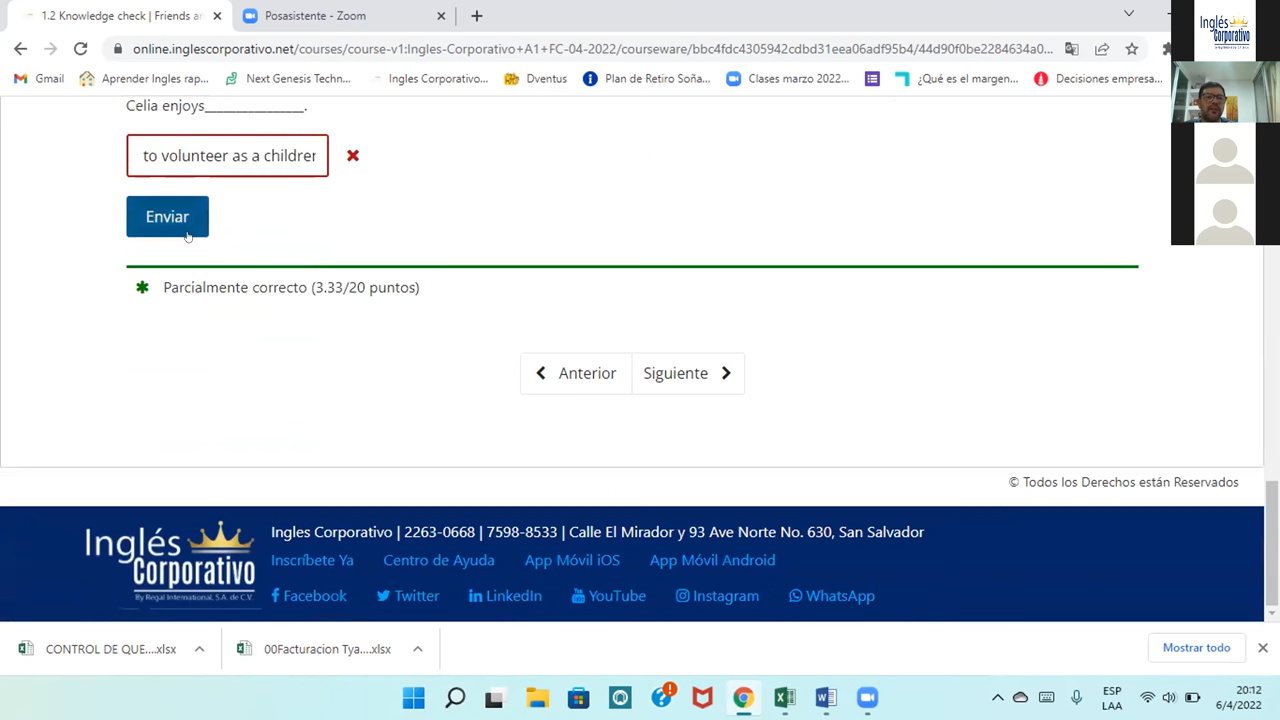 1.2 Knowledge check | Friends an
Posasistente - Zoom
online.inglescorporativo.net/courses/course-v1:Ingles-Corporativo+A1+FC-04-2022/courseware/bbc4fdc4305942cdbd31eea06adf95b4/44d90f0be2284634a0...
Gmail
Aprender Ingles rap...
Next Genesis Techn...
Ingles Corporativo...
Dventus
Plan de Retiro Soña...
Clases marzo 2022...
¿Qué es el margen...
Decisiones empresa...
Inglés
Corporativo
Celia enjoys________________.
to volunteer as a children
Enviar
Parcialmente correcto (3.33/20 puntos)
Anterior
Siguiente
© Todos los Derechos están Reservados
Inglés
Corporativo
By Regal International, S.A. de C.V.
Ingles Corporativo | 2263-0668 | 7598-8533 | Calle El Mirador y 93 Ave Norte No. 630, San Salvador
Inscríbete Ya
Centro de Ayuda
App Móvil iOS
App Móvil Android
Facebook
Twitter
LinkedIn
YouTube
Instagram
WhatsApp
CONTROL DE QUE....xlsx
00Facturacion Tya....xlsx
Mostrar todo
ESP
LAA
20:12
6/4/2022